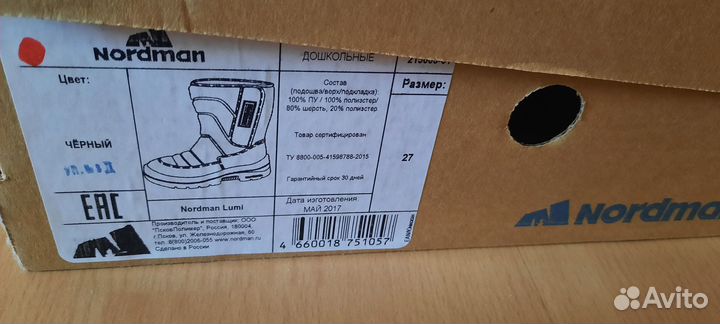 Nordman
ДОШКОЛЬНЫЕ
Цвет:
ЧЁРНЫЙ
Состав
(подошва/верх/подкладка):
100% ПУ / 100% полиэстер/
80% шерсть, 20% полиэстер
Товар сертифицирован
ТУ 8800-005-41598788-2015
Гарантийный срок 30 дней
Размер:
27
Nordman Lumi
Дата изготовления
МАЙ 2017
EAC
Производитель и поставщик: ООО
"ПсковПолимер", Россия, 180004,
г.Псков, ул. Железнодорожная, 60
т. 8(800)2006-055 www.nordman.ru
Сделано в России
4 660018 751057
Nordman
Avito